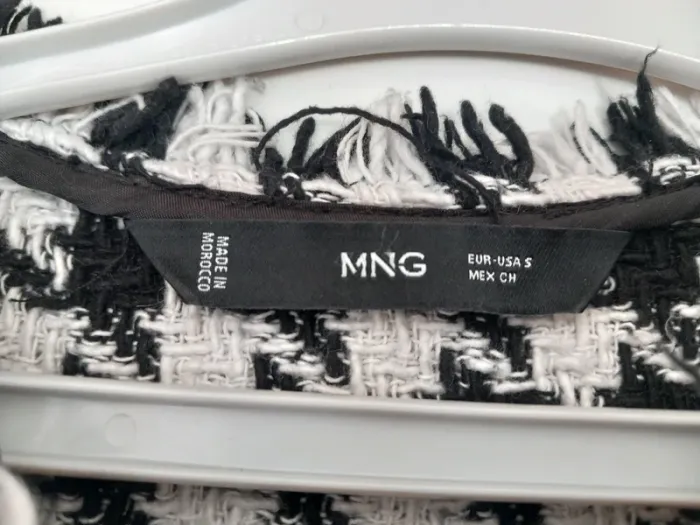 MADE IN
MOROCCO
MNG
EUR-USA S
MEX CH